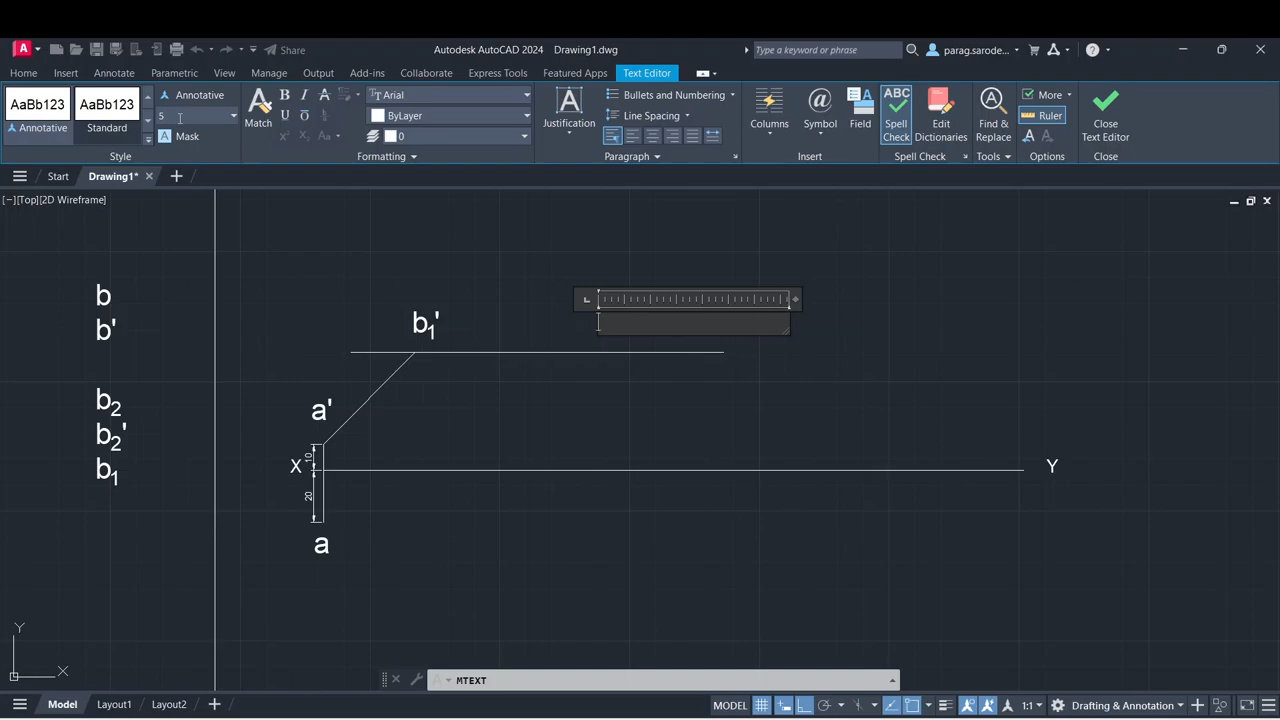 Share
Autodesk AutoCAD 2024 Drawing1.dwg
Type a keyword or phrase
parag.sarode...
Home Insert Annotate Parametric View Manage Output Add-ins Collaborate Express Tools Featured Apps Text Editor
AaBb123 AaBb123 Annotative
Annotative Standard 5
Mask
Style
Match
B I A
U O
Arial
ByLayer
0
Formatting
Justification
Bullets and Numbering
Line Spacing
Paragraph
Columns Symbol Field
Insert
ABC
Spell Check
Edit Dictionaries
Spell Check
Find & Replace
Tools
More
Ruler
Options
Close Text Editor
Close
Start Drawing1*
[−][Top][2D Wireframe]
b
b'
b₁'
b₂
a'
b₂'
10
X Y
b₁
20
a
Y
X
MTEXT
Model Layout1 Layout2
MODEL 1:1 Drafting & Annotation